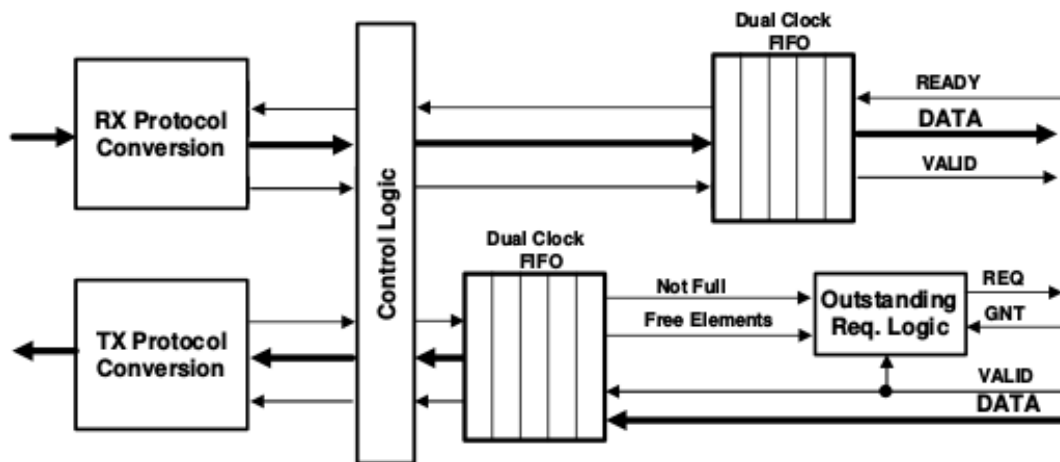 Dual Clock
FIFO
READY
RX Protocol
Conversion
DATA
VALID
Control Logic
Dual Clock
FIFO
Not Full
Outstanding
Req. Logic
REQ
GNT
Free Elements
TX Protocol
Conversion
VALID
DATA